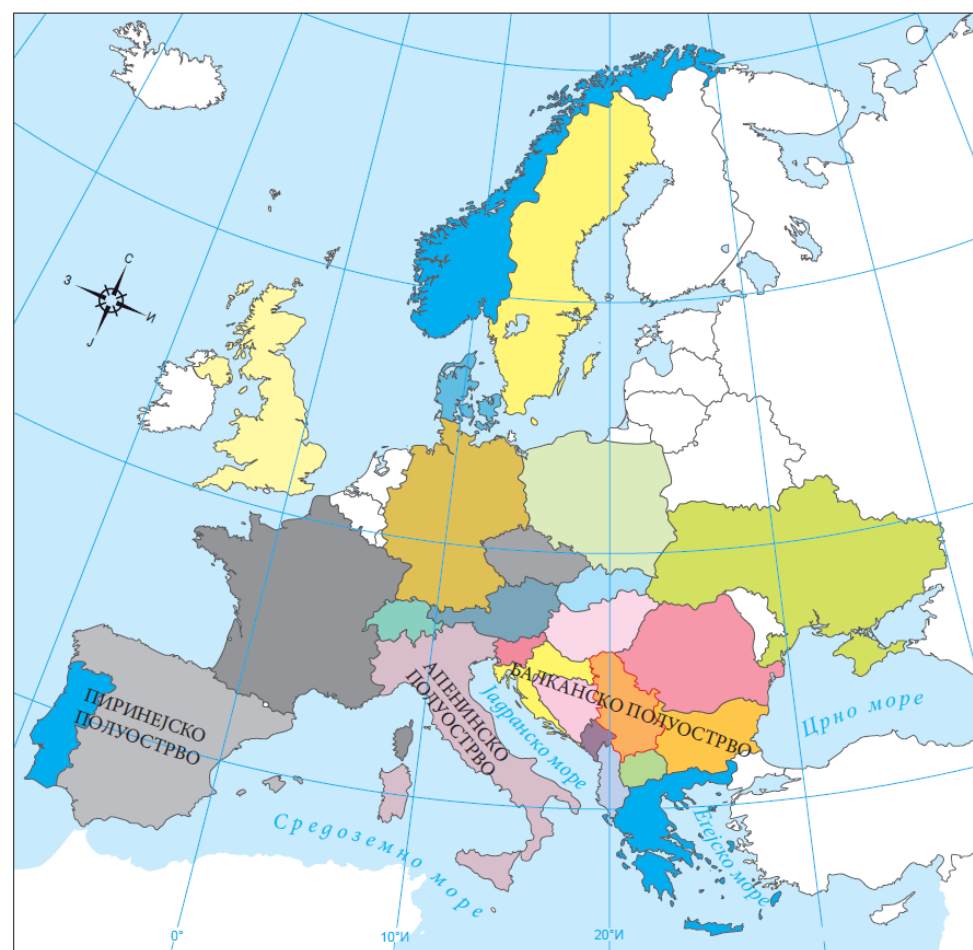 С
З
И
Ј
ПИРИНЕЈСКО
ПОЛУОСТРВО
АПЕНИНСКО
ПОЛУОСТРВО
БАЛКАНСКО ПОЛУОСТРВО
Јадранско море
Црно море
Егејско море
Средоземно море
0°
10°И
20°И